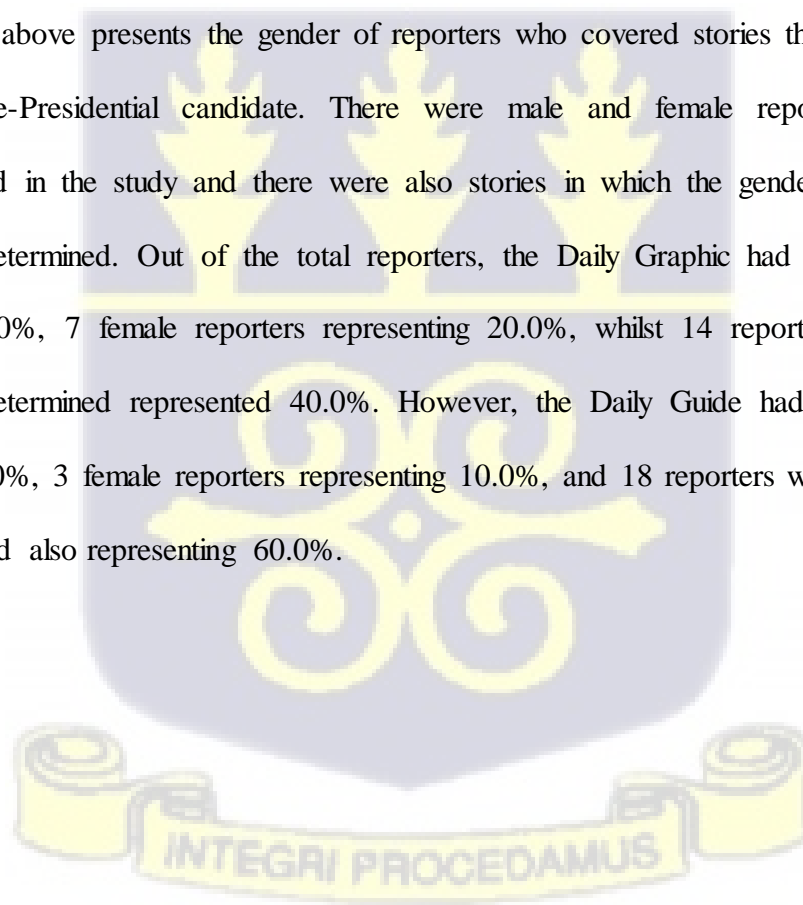 above presents the gender of reporters who covered stories th
e-Presidential candidate. There were male and female repo
d in the study and there were also stories in which the gende
etermined. Out of the total reporters, the Daily Graphic had
0%, 7 female reporters representing 20.0%, whilst 14 report
etermined represented 40.0%. However, the Daily Guide had
0%, 3 female reporters representing 10.0%, and 18 reporters w
d also representing 60.0%.
INTEGRI PROCEDAMUS